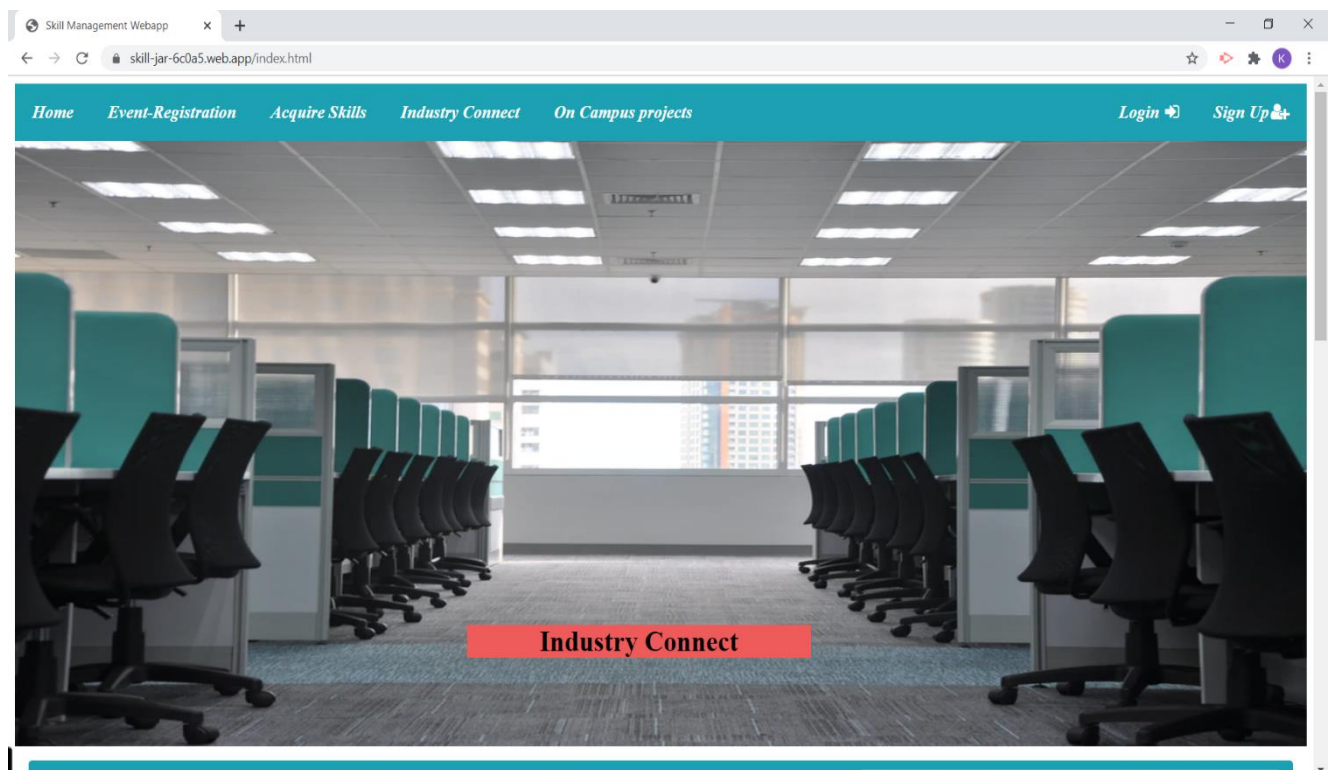 Skill Management Webapp
skill-jar-6c0a5.web.app/index.html
K
Home Event-Registration Acquire Skills Industry Connect On Campus projects Login Sign Up
Industry Connect